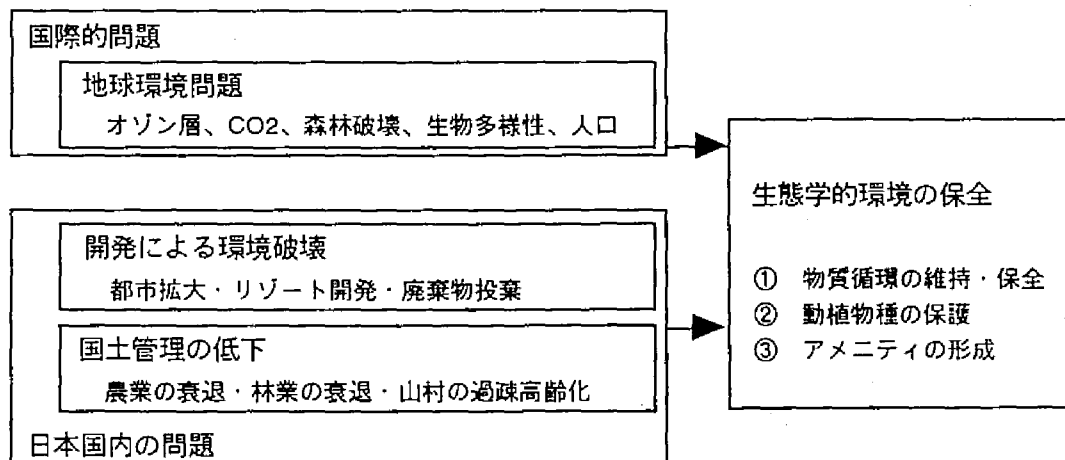 国際的問題
地球環境問題
オゾン層、CO2、森林破壊、生物多様性、人口
開発による環境破壊
都市拡大・リゾート開発・廃棄物投棄
国土管理の低下
農業の衰退・林業の衰退・山村の過疎高齢化
日本国内の問題
生態学的環境の保全
① 物質循環の維持・保全
② 動植物種の保護
③ アメニティの形成